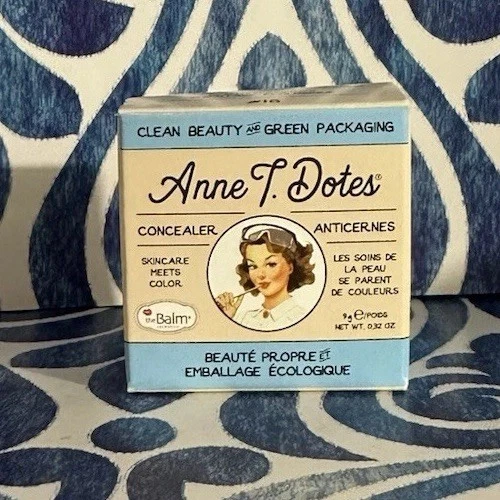 CLEAN BEAUTY AND GREEN PACKAGING
Anne T. Dotes®
CONCEALER
ANTICERNES
SKINCARE
MEETS
COLOR
LES SOINS DE
LA PEAU
SE PARENT
DE COULEURS
theBalm®
9g ℮/POIDS
NET WT. 0.32 OZ
BEAUTÉ PROPRE ET
EMBALLAGE ÉCOLOGIQUE